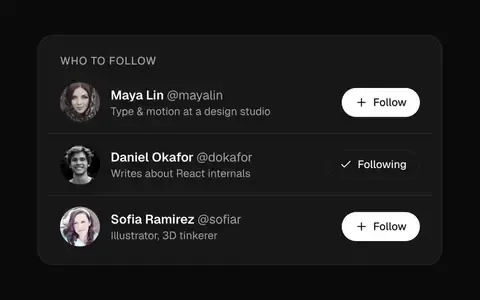 WHO TO FOLLOW
Maya Lin @mayalin
Type & motion at a design studio
+ Follow
Daniel Okafor @dokafor
Writes about React internals
✓ Following
Sofia Ramirez @sofiar
Illustrator, 3D tinkerer
+ Follow